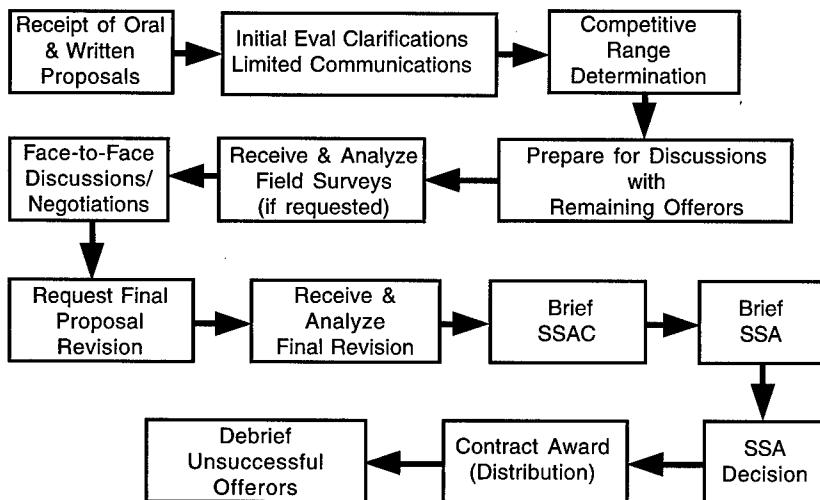 Receipt of Oral
& Written
Proposals
Initial Eval Clarifications
Limited Communications
Competitive
Range
Determination
Prepare for Discussions
with
Remaining Offerors
Receive & Analyze
Field Surveys
(if requested)
Face-to-Face
Discussions/
Negotiations
Request Final
Proposal
Revision
Receive &
Analyze
Final Revision
Brief
SSAC
Brief
SSA
SSA
Decision
Contract Award
(Distribution)
Debrief
Unsuccessful
Offerors